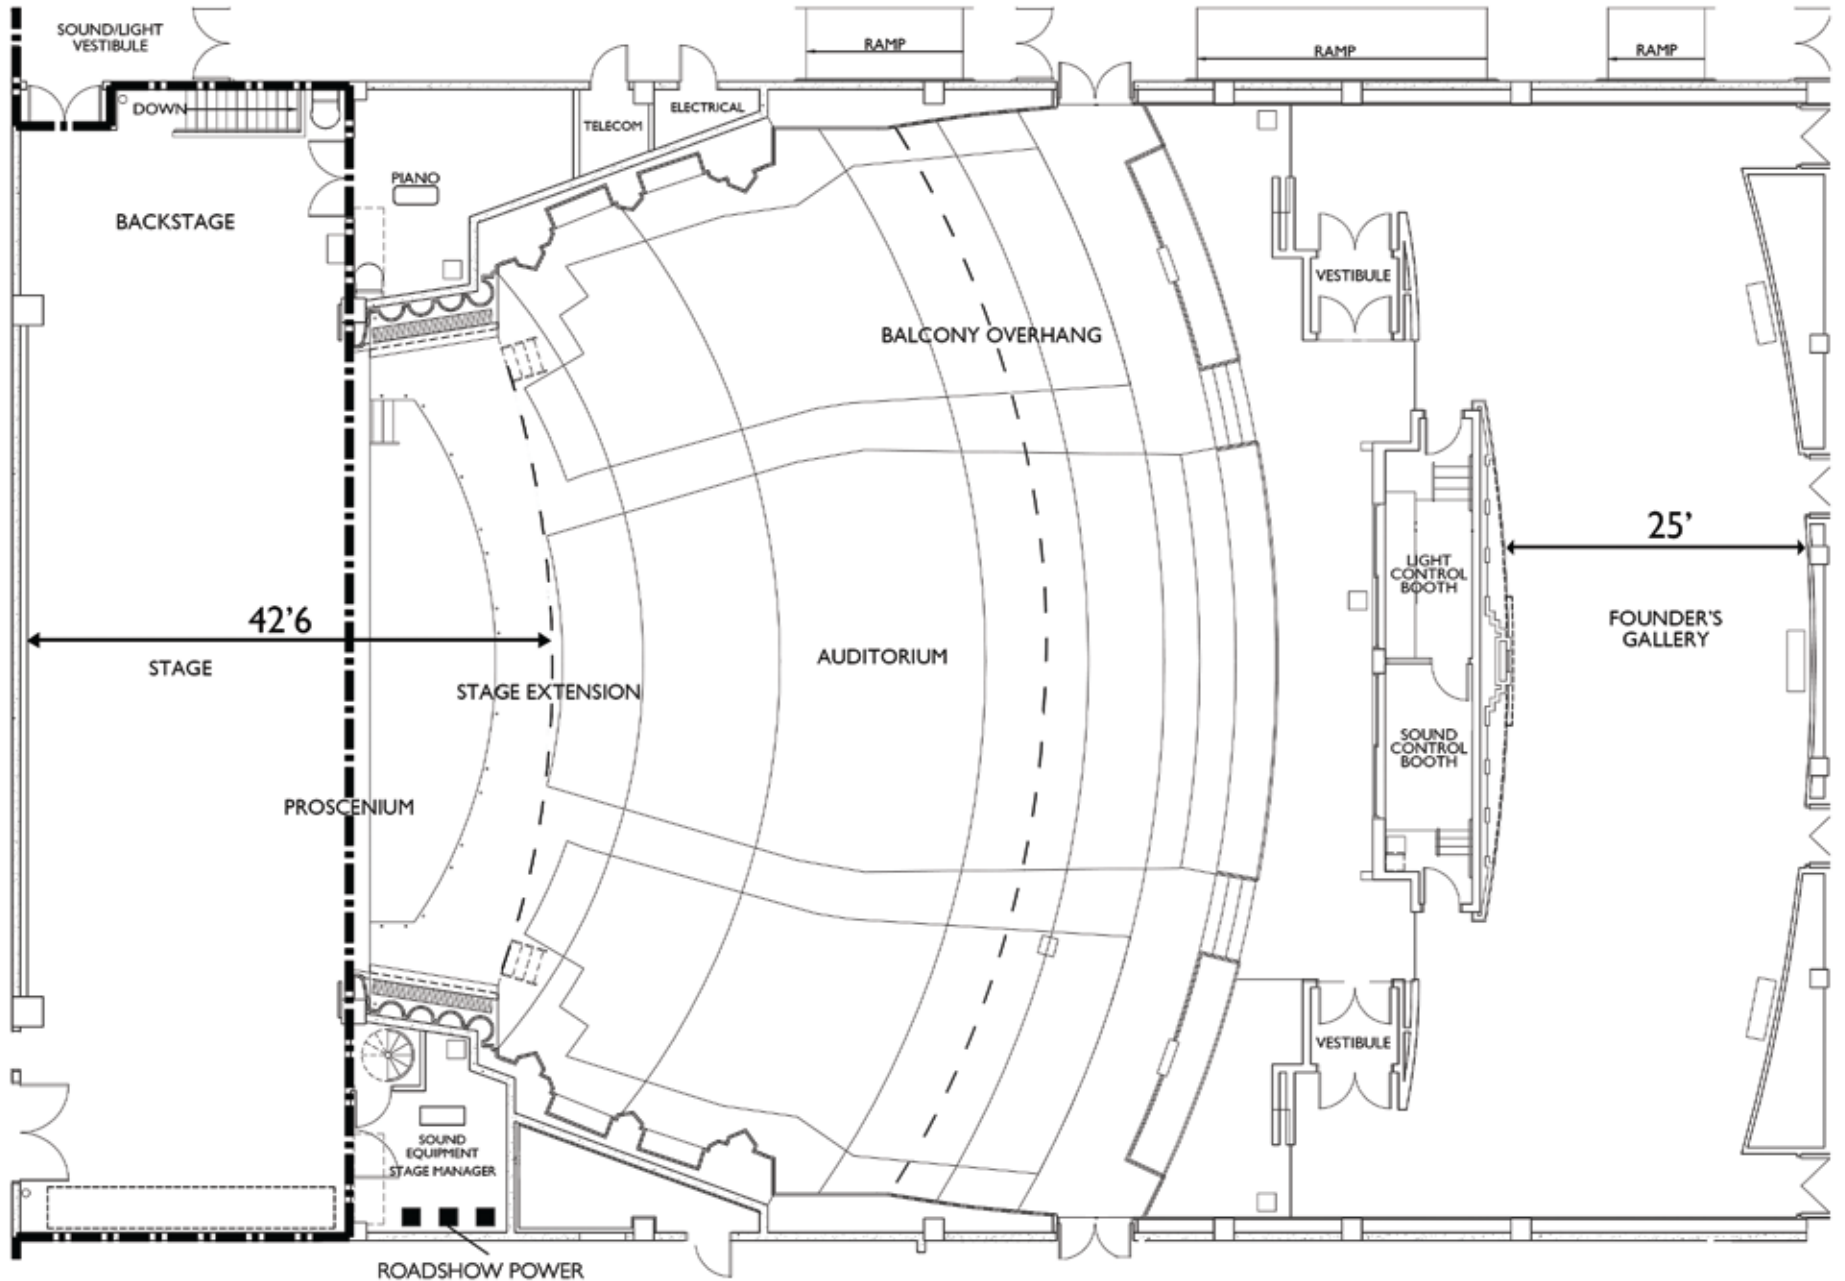 SOUND/LIGHT
VESTIBULE
RAMP
RAMP
RAMP
DOWN
TELECOM
ELECTRICAL
PIANO
BACKSTAGE
VESTIBULE
BALCONY OVERHANG
25'
42'6
LIGHT
CONTROL
BOOTH
FOUNDER'S
GALLERY
STAGE
AUDITORIUM
STAGE EXTENSION
SOUND
CONTROL
BOOTH
PROSCENIUM
VESTIBULE
SOUND
EQUIPMENT
STAGE MANAGER
ROADSHOW POWER